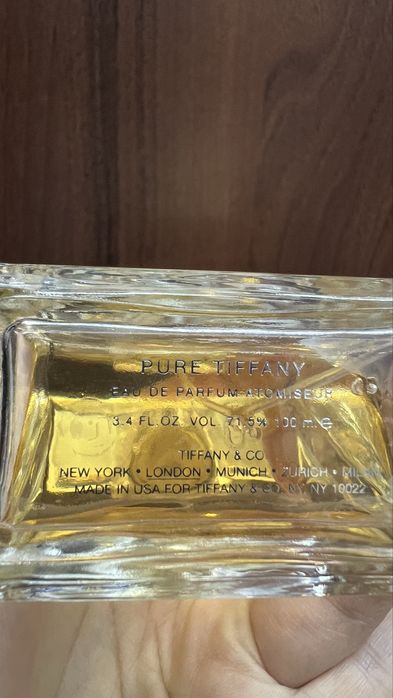 PURE TIFFANY
EAU DE PARFUM ATOMISEUR
3.4 FL.OZ. VOL 71.5% 100 ml e
TIFFANY & CO
NEW YORK • LONDON • MUNICH • ZURICH •
MADE IN USA FOR TIFFANY & CO. NY NY 10022